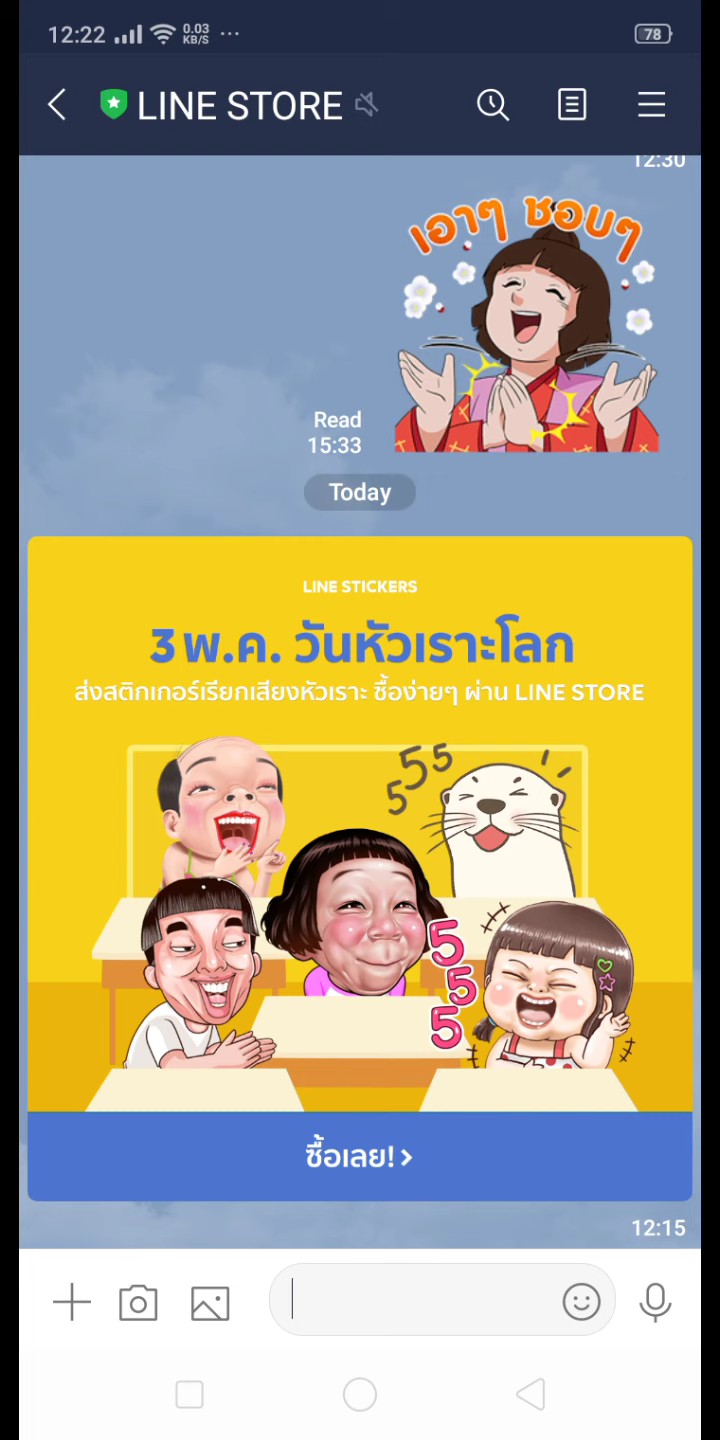 12:22
0.03
KB/S
78
LINE STORE
12:30
เอาๆ ชอบๆ
Read
15:33
Today
LINE STICKERS
3 พ.ค. วันหัวเราะโลก
ส่งสติกเกอร์เรียกเสียงหัวเราะ ซื้อง่ายๆ ผ่าน LINE STORE
555
5
5
5
ซื้อเลย! >
12:15